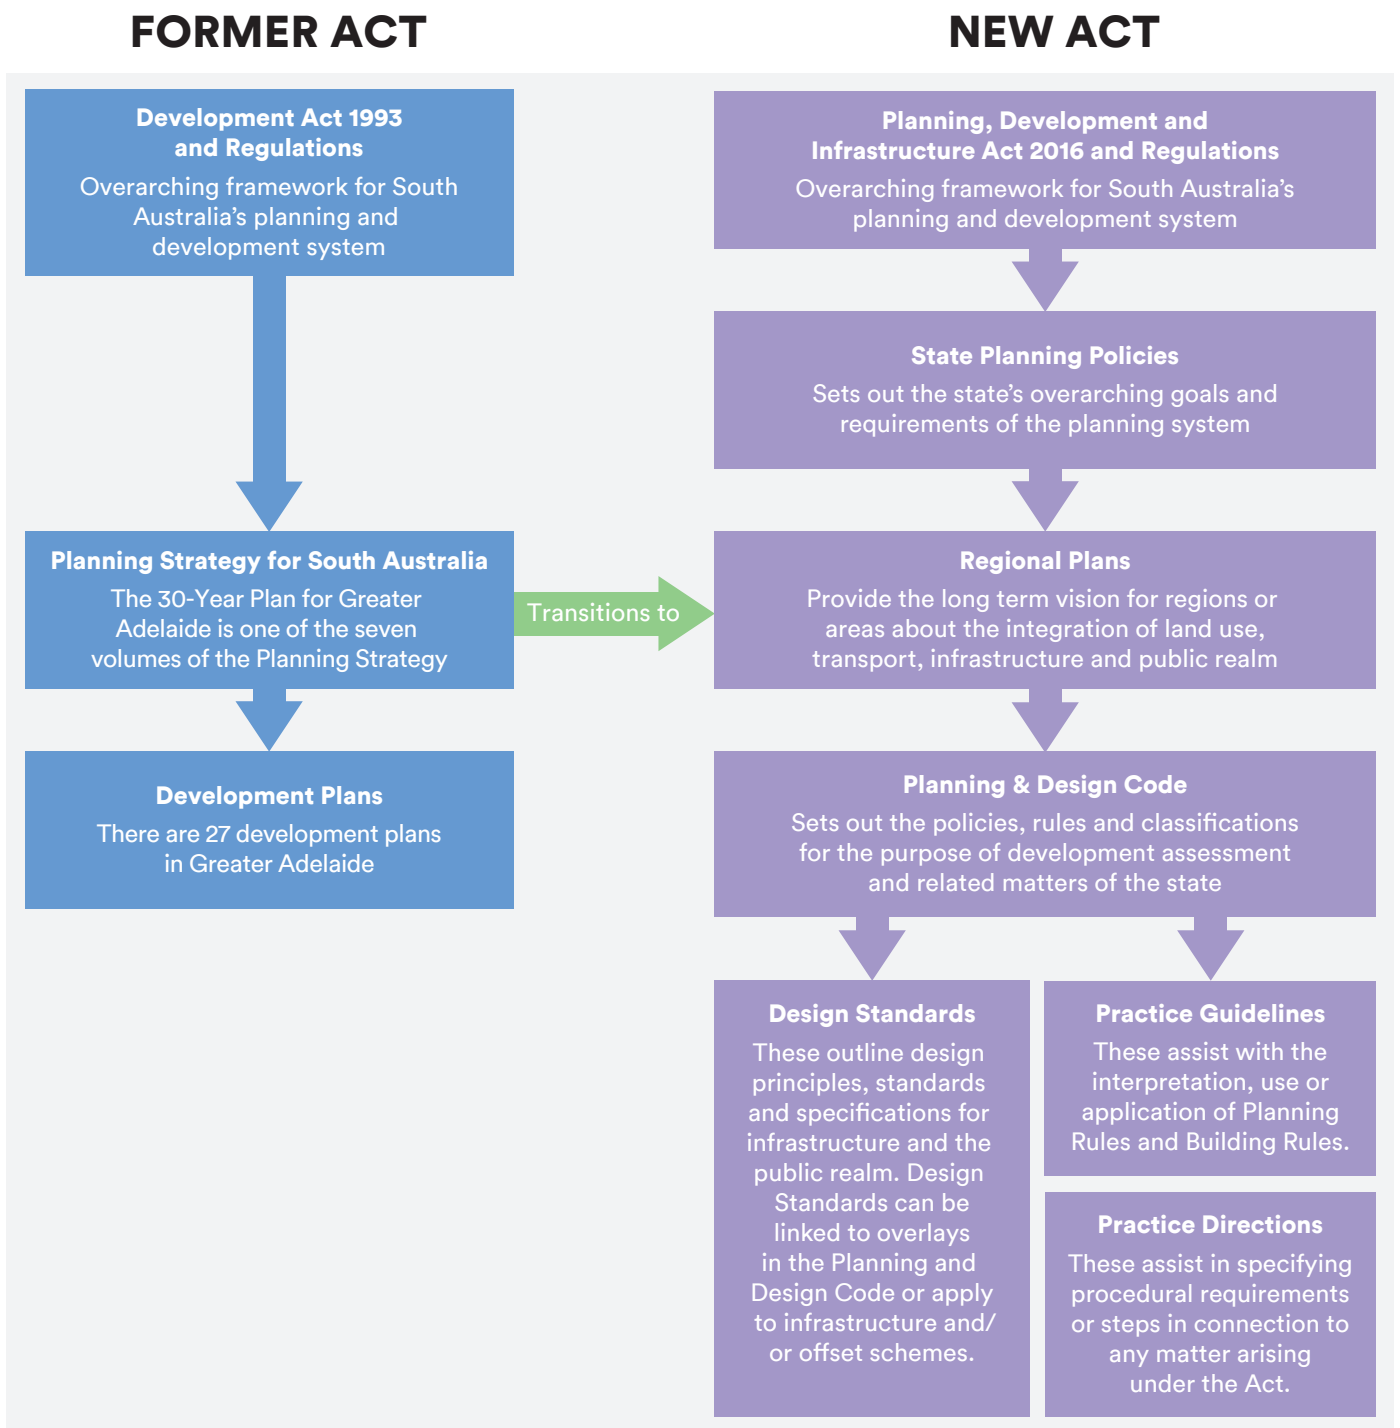 FORMER ACT
Development Act 1993
and Regulations
Overarching framework for South
Australia’s planning and
development system
Planning Strategy for South Australia
The 30-Year Plan for Greater
Adelaide is one of the seven
volumes of the Planning Strategy
Development Plans
There are 27 development plans
in Greater Adelaide
Transitions to
NEW ACT
Planning, Development and
Infrastructure Act 2016 and Regulations
Overarching framework for South Australia’s
planning and development system
State Planning Policies
Sets out the state’s overarching goals and
requirements of the planning system
Regional Plans
Provide the long term vision for regions or
areas about the integration of land use,
transport, infrastructure and public realm
Planning & Design Code
Sets out the policies, rules and classifications
for the purpose of development assessment
and related matters of the state
Design Standards
These outline design
principles, standards
and specifications for
infrastructure and the
public realm. Design
Standards can be
linked to overlays
in the Planning and
Design Code or apply
to infrastructure and/
or offset schemes.
Practice Guidelines
These assist with the
interpretation, use or
application of Planning
Rules and Building Rules.
Practice Directions
These assist in specifying
procedural requirements
or steps in connection to
any matter arising
under the Act.